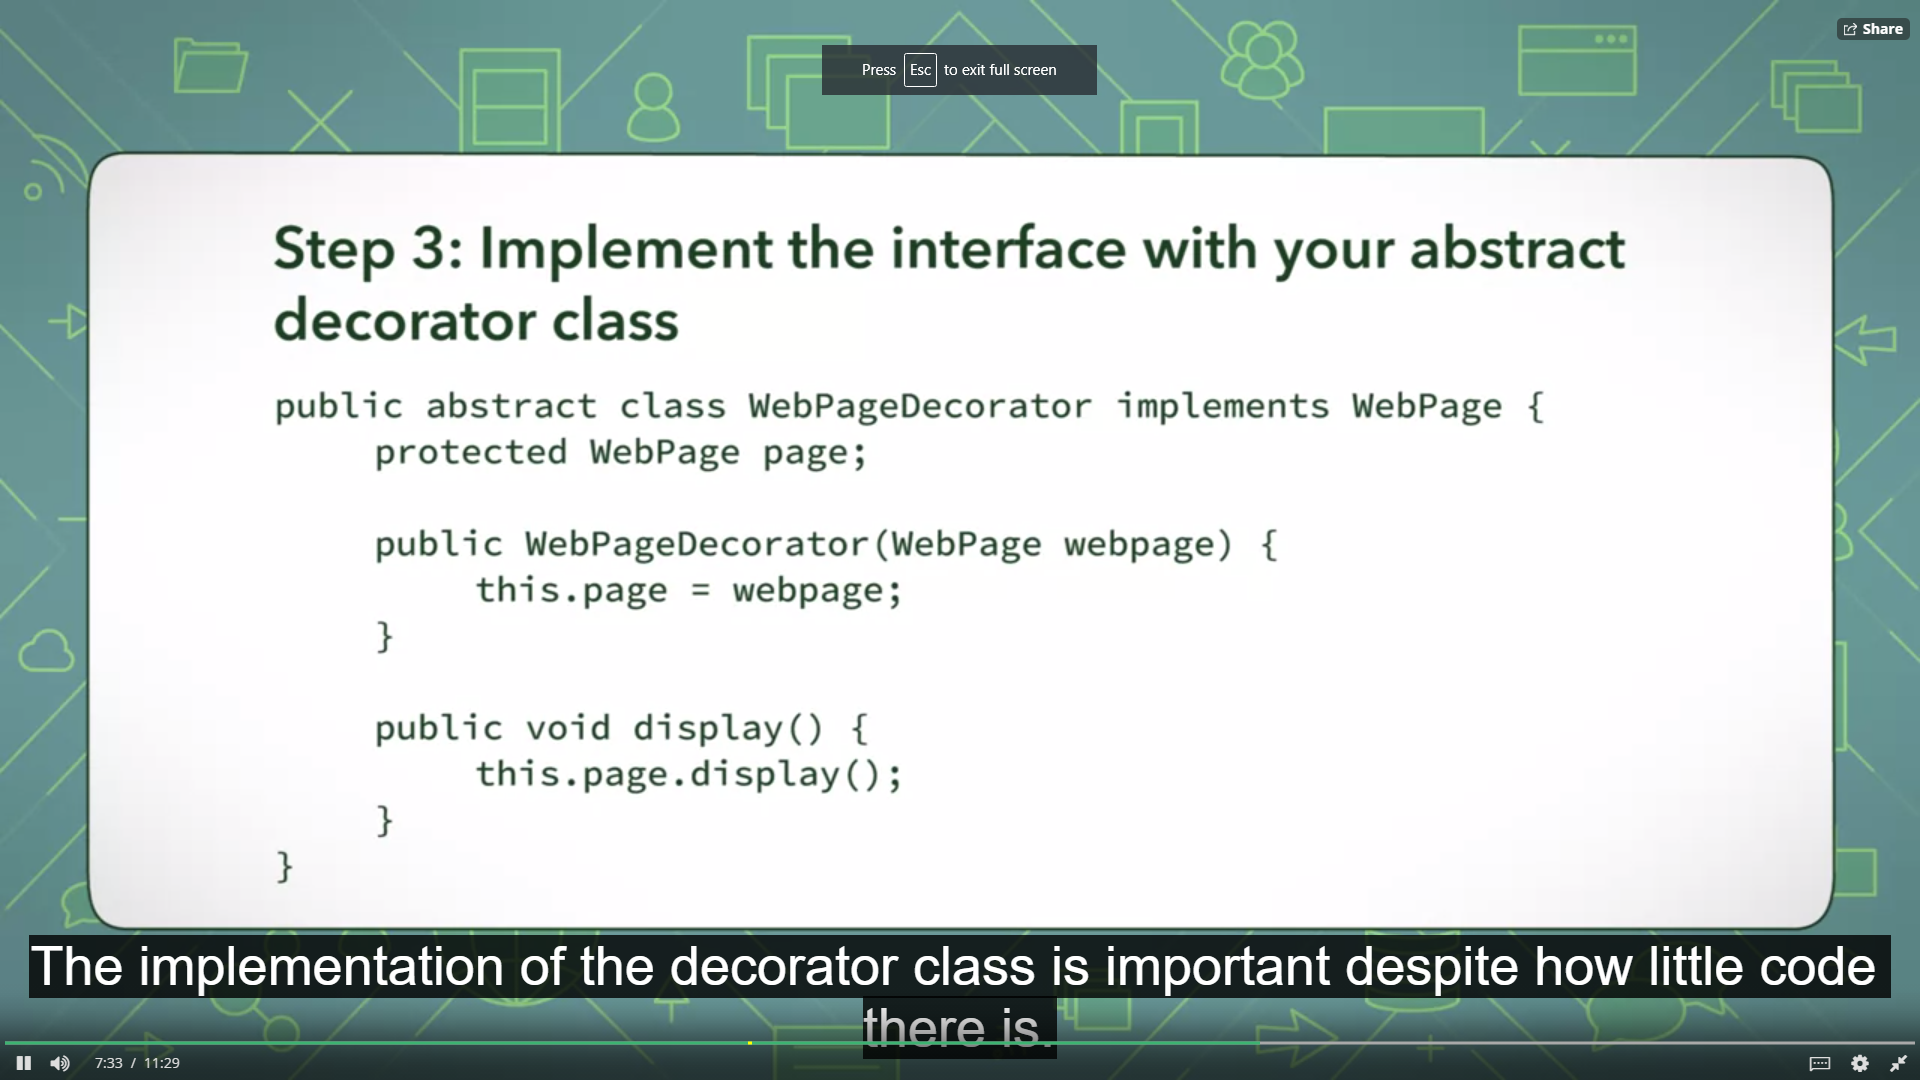 Share
Press Esc to exit full screen
Step 3: Implement the interface with your abstract
decorator class
public abstract class WebPageDecorator implements WebPage {
protected WebPage page;
public WebPageDecorator(WebPage webpage) {
this.page = webpage;
}
public void display() {
this.page.display();
}
}
The implementation of the decorator class is important despite how little code
there is.
7:33 / 11:29